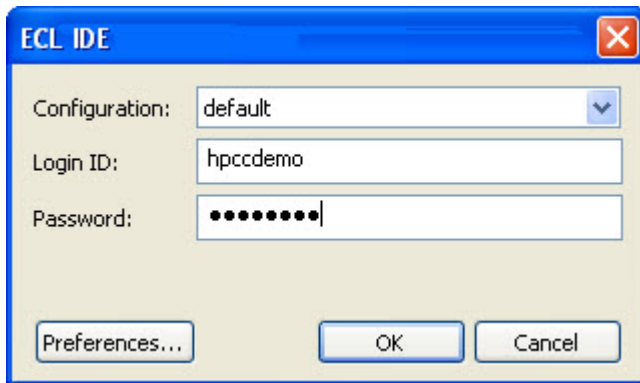 ECL IDE
Configuration: default
Login ID: hpccdemo
Password: ●●●●●●●●
Preferences... OK Cancel